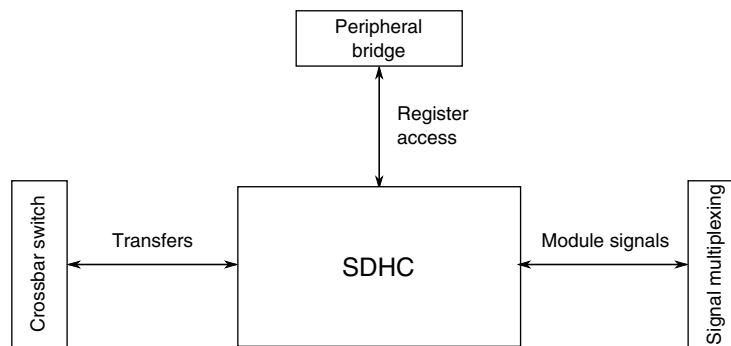 Peripheral
bridge
Register
access
Crossbar switch
Transfers
SDHC
Module signals
Signal multiplexing